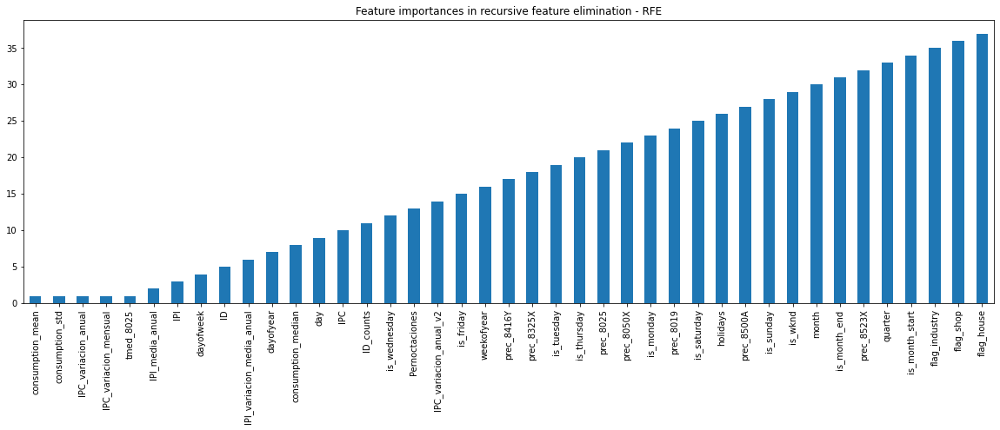 Feature importances in recursive feature elimination - RFE
35
30
25
20
15
10
5
0
consumption_mean
consumption_std
IPC_variacion_anual
IPC_variacion_mensual
tmed_8025
IPI_media_anual
IPI
dayofweek
ID
IPI_variacion_media_anual
dayofyear
consumption_median
day
IPC
ID_counts
is_wednesday
Pernoctaciones
IPC_variacion_anual_v2
is_friday
weekofyear
prec_8416Y
prec_8325X
is_tuesday
is_thursday
prec_8025
prec_8050X
is_monday
prec_8019
is_saturday
holidays
prec_8500A
is_sunday
is_wknd
month
is_month_end
prec_8523X
quarter
is_month_start
flag_industry
flag_shop
flag_house